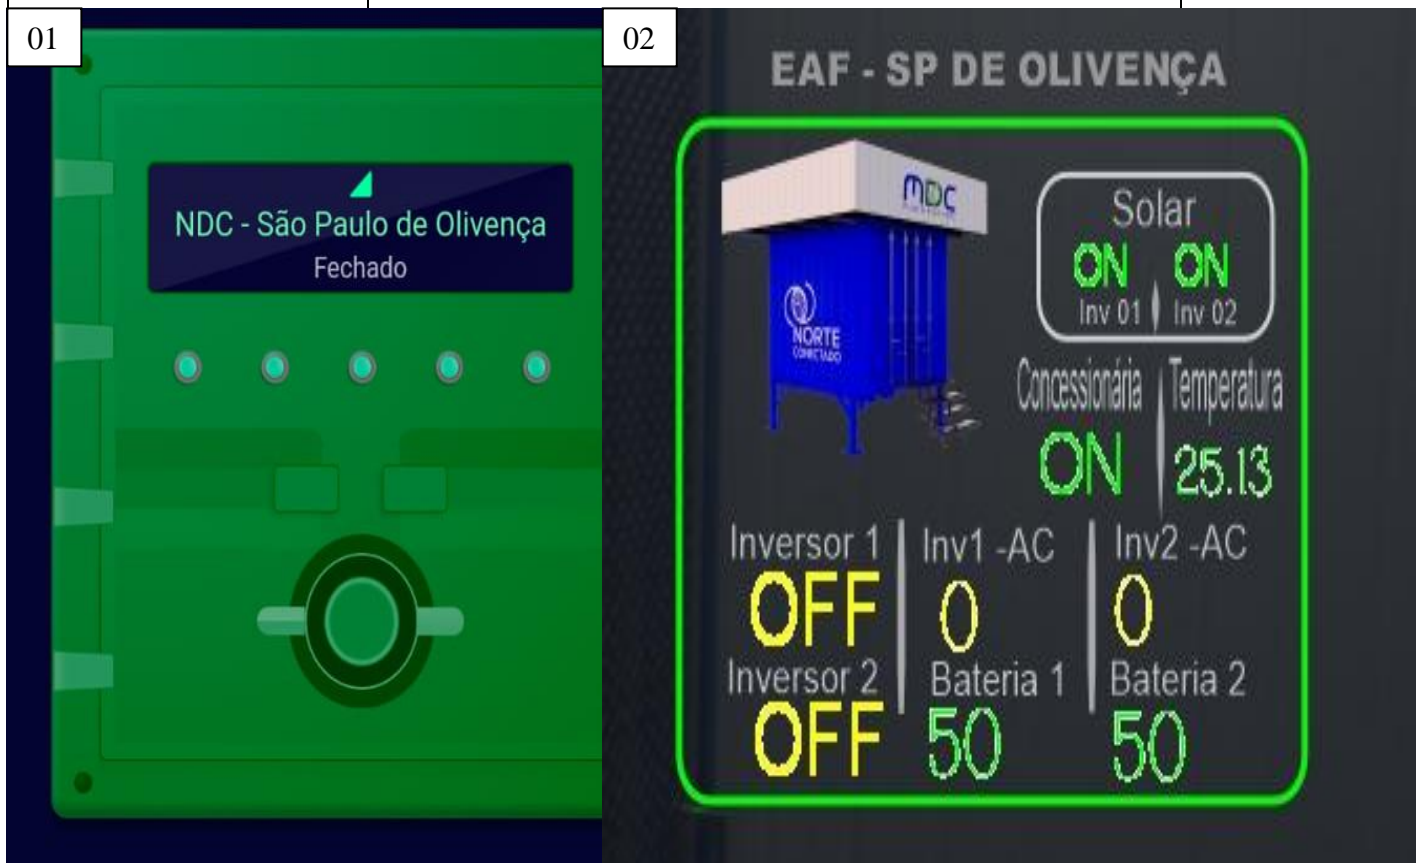 01
NDC - São Paulo de Olivença
Fechado
02
EAF - SP DE OLIVENÇA
MDC
NORTE
CONECTADO
Solar
ON ON
Inv 01 Inv 02
Concessionária Temperatura
ON 25.13
Inversor 1 Inv1 -AC Inv2 -AC
OFF 0 0
Inversor 2 Bateria 1 Bateria 2
OFF 50 50